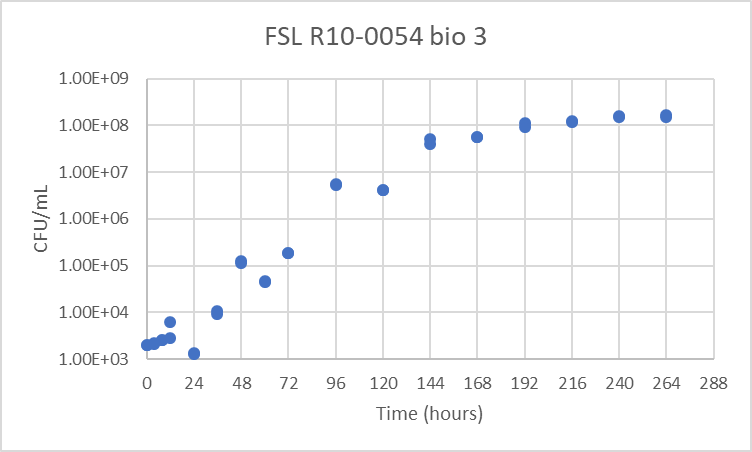 FSL R10-0054 bio 3
1.00E+09
1.00E+08
1.00E+07
1.00E+06
1.00E+05
1.00E+04
1.00E+03
CFU/mL
0 24 48 72 96 120 144 168 192 216 240 264 288
Time (hours)